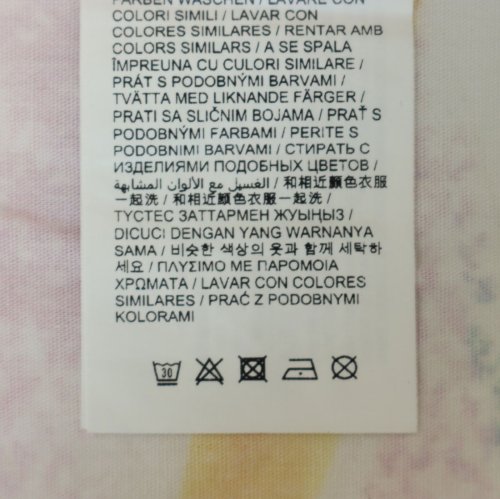 FARBEN WASCHEN / LAVARE CON
COLORI SIMILI / LAVAR CON
COLORES SIMILARES / RENTAR AMB
COLORS SIMILARS / A SE SPALA
ÎMPREUNA CU CULORI SIMILARE /
PRÁT S PODOBNÝMI BARVAMI /
TVÄTTA MED LIKNANDE FÄRGER /
PRATI SA SLIČNIM BOJAMA / PRAŤ S
PODOBNÝMI FARBAMI / PERITE S
PODOBNIMI BARVAMI / СТИРАТЬ С
ИЗДЕЛИЯМИ ПОДОБНЫХ ЦВЕТОВ /
الغسيل مع الألوان المشابهة / 和相近顏色衣服
一起洗 / 和相近颜色衣服一起洗 /
ТҮСТЕС ЗАТТАРМЕН ЖУЫҢЫЗ /
DICUCI DENGAN YANG WARNANYA
SAMA / 비슷한 색상의 옷과 함께 세탁하
세요 / ΠΛΥΣΙΜΟ ΜΕ ΠΑΡΟΜΟΙΑ
ΧΡΩΜΑΤΑ / LAVAR CON COLORES
SIMILARES / PRAĆ Z PODOBNYMI
KOLORAMI
30